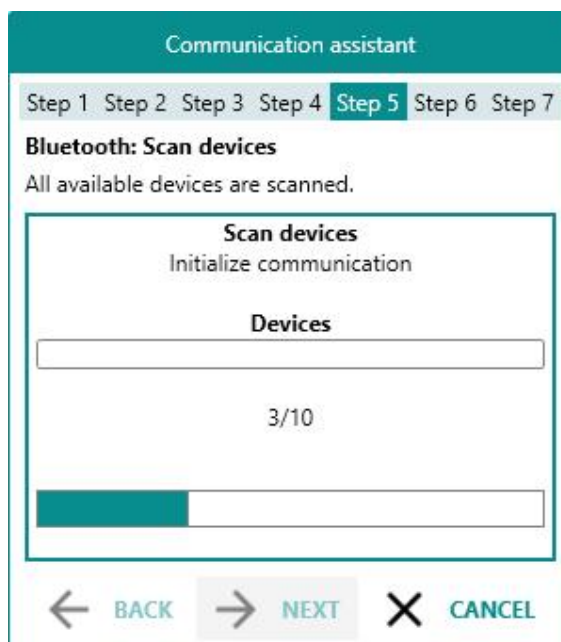 Communication assistant
Step 1 Step 2 Step 3 Step 4 Step 5 Step 6 Step 7
Bluetooth: Scan devices
All available devices are scanned.
Scan devices
Initialize communication
Devices
3/10
BACK NEXT CANCEL